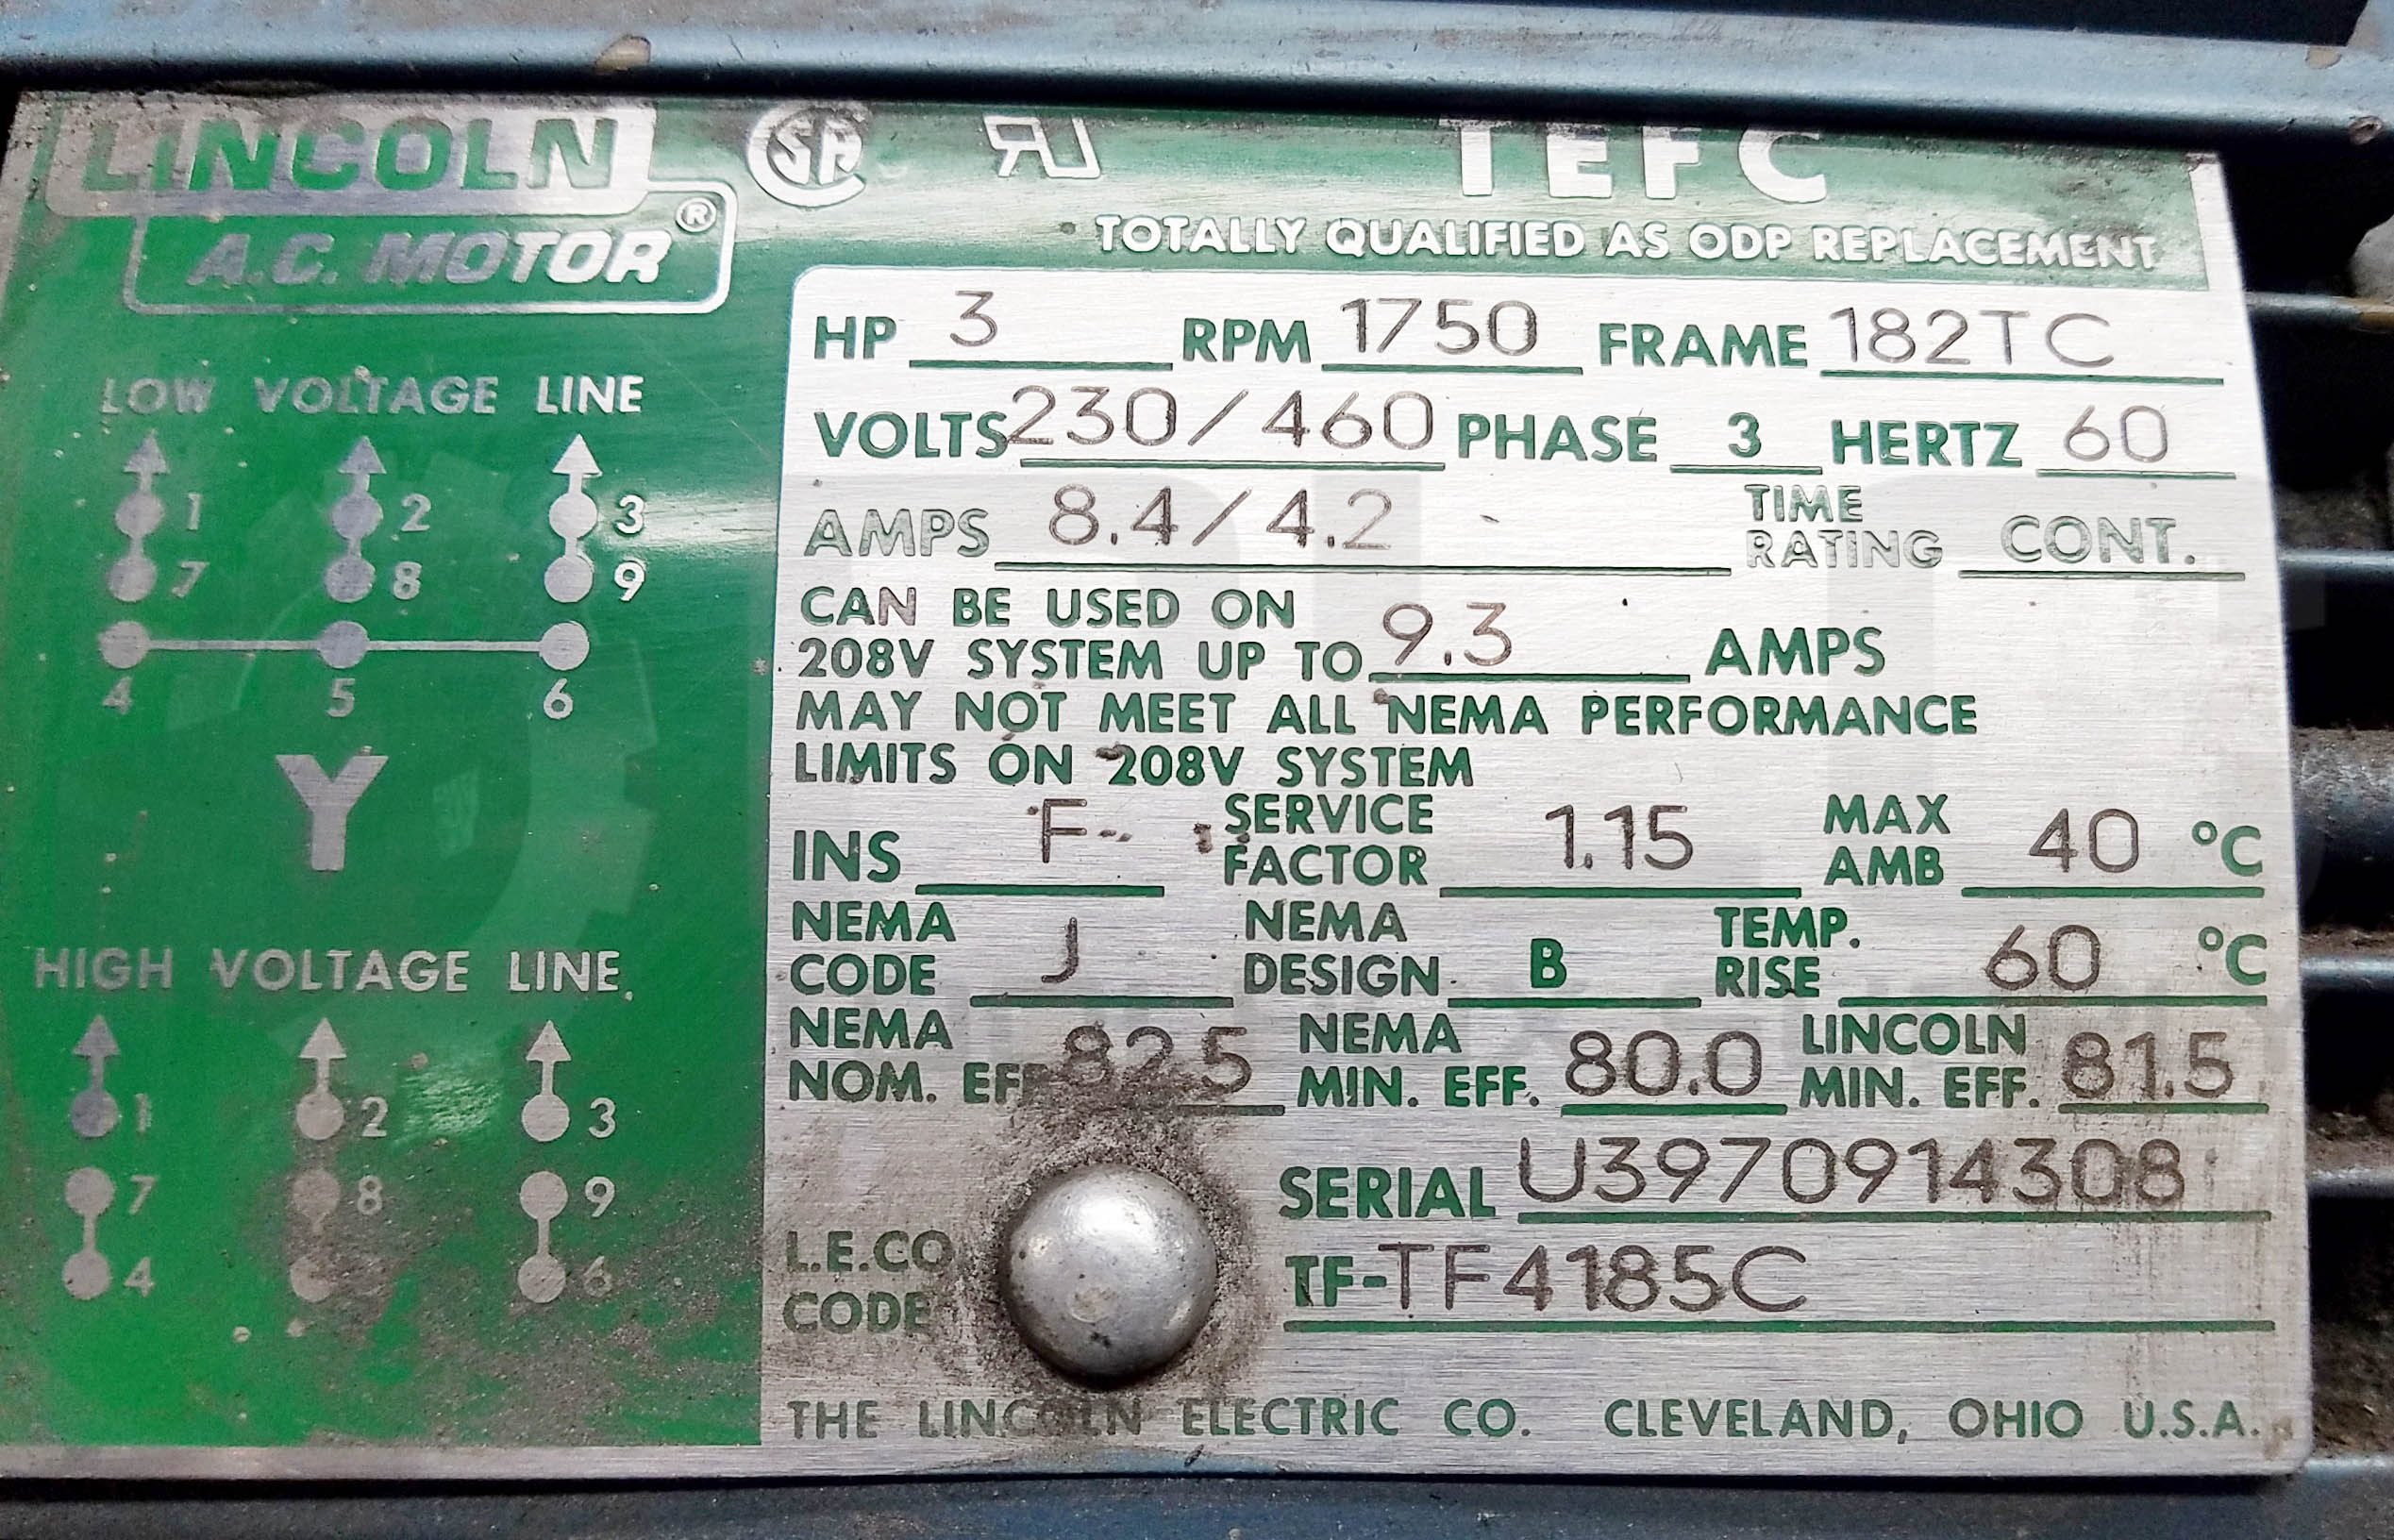 LINCOLN
A.C. MOTOR®
CSA
RU
TEFC
TOTALLY QUALIFIED AS ODP REPLACEMENT
LOW VOLTAGE LINE
1 2 3
7 8 9
4 5 6
Y
HIGH VOLTAGE LINE
1 2 3
7 8 9
4 6
HP 3 RPM 1750 FRAME 182TC
VOLTS 230/460 PHASE 3 HERTZ 60
AMPS 8.4/4.2 TIME RATING CONT.
CAN BE USED ON
208V SYSTEM UP TO 9.3 AMPS
MAY NOT MEET ALL NEMA PERFORMANCE
LIMITS ON 208V SYSTEM
INS F SERVICE FACTOR 1.15 MAX AMB 40 °C
NEMA CODE J NEMA DESIGN B TEMP. RISE 60 °C
NEMA NOM. EFF 82.5 NEMA MIN. EFF. 80.0 LINCOLN MIN. EFF. 81.5
SERIAL U3970914308
L.E.CO CODE TF-TF4185C
THE LINCOLN ELECTRIC CO. CLEVELAND, OHIO U.S.A.